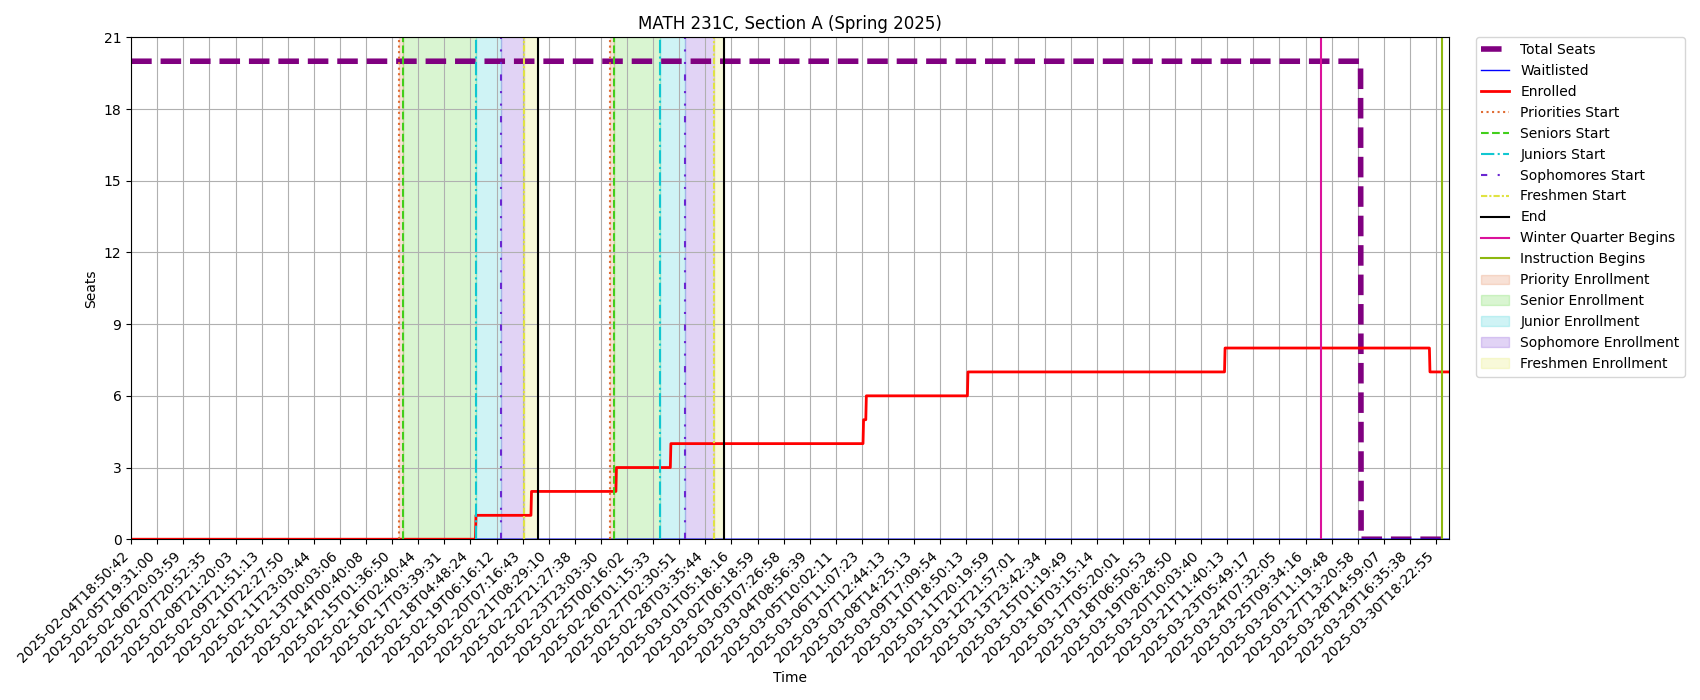 MATH 231C, Section A (Spring 2025)
21
18
15
12
9
6
3
0
Seats
2025-02-04T18:50:42
2025-02-05T19:31:00
2025-02-06T20:03:59
2025-02-07T20:52:35
2025-02-08T21:20:03
2025-02-09T21:51:13
2025-02-10T22:27:50
2025-02-11T23:03:44
2025-02-13T00:03:06
2025-02-14T00:40:08
2025-02-15T01:36:50
2025-02-16T02:40:44
2025-02-17T03:39:31
2025-02-18T04:48:24
2025-02-19T06:16:12
2025-02-20T07:16:43
2025-02-21T08:29:10
2025-02-22T21:27:38
2025-02-23T23:03:30
2025-02-25T00:16:02
2025-02-26T01:15:33
2025-02-27T02:30:51
2025-02-28T03:35:44
2025-03-01T05:18:16
2025-03-02T06:18:59
2025-03-03T07:26:58
2025-03-04T08:56:39
2025-03-05T10:02:11
2025-03-06T11:07:23
2025-03-07T12:44:13
2025-03-08T14:25:13
2025-03-09T17:09:54
2025-03-10T18:50:13
2025-03-11T20:19:59
2025-03-12T21:57:01
2025-03-13T23:42:34
2025-03-15T01:19:49
2025-03-16T03:15:14
2025-03-17T05:20:01
2025-03-18T06:50:53
2025-03-19T08:28:50
2025-03-20T10:03:40
2025-03-21T11:40:13
2025-03-23T05:49:17
2025-03-24T07:32:05
2025-03-25T09:34:16
2025-03-26T11:19:48
2025-03-27T13:20:58
2025-03-28T14:59:07
2025-03-29T16:35:38
2025-03-30T18:22:55
Time
Total Seats
Waitlisted
Enrolled
Priorities Start
Seniors Start
Juniors Start
Sophomores Start
Freshmen Start
End
Winter Quarter Begins
Instruction Begins
Priority Enrollment
Senior Enrollment
Junior Enrollment
Sophomore Enrollment
Freshmen Enrollment